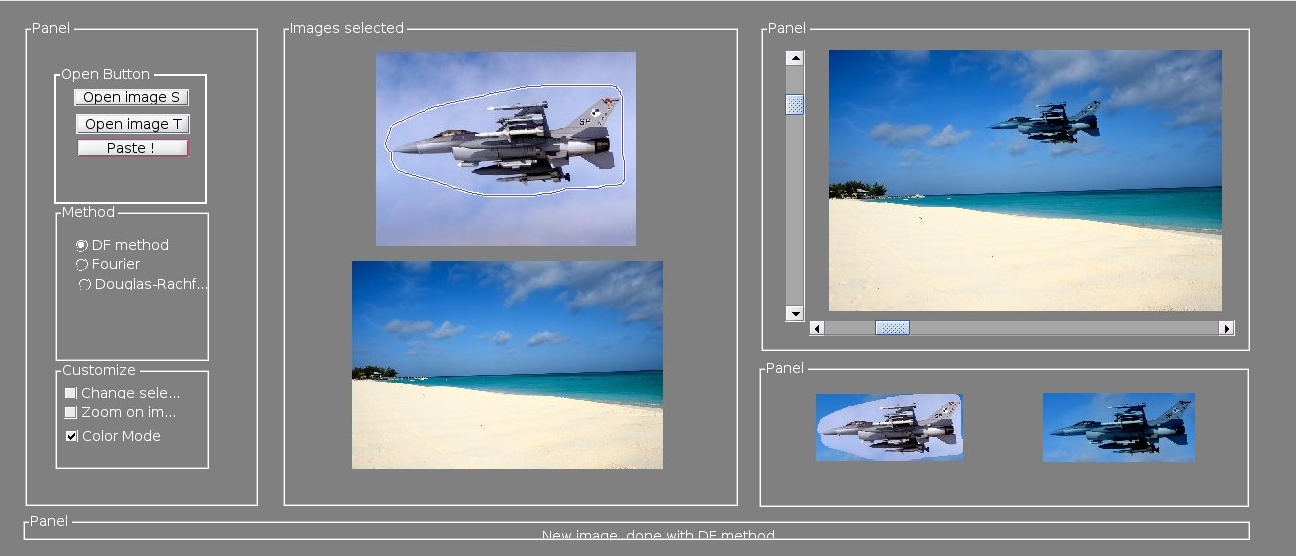 Panel
Open Button
Open image S
Open image T
Paste !
Method
DF method
Fourier
Douglas-Rachf...
Customize
Change sele...
Zoom on im...
Color Mode
Images selected
SP
Panel
Panel
Panel
New image, done with DF method